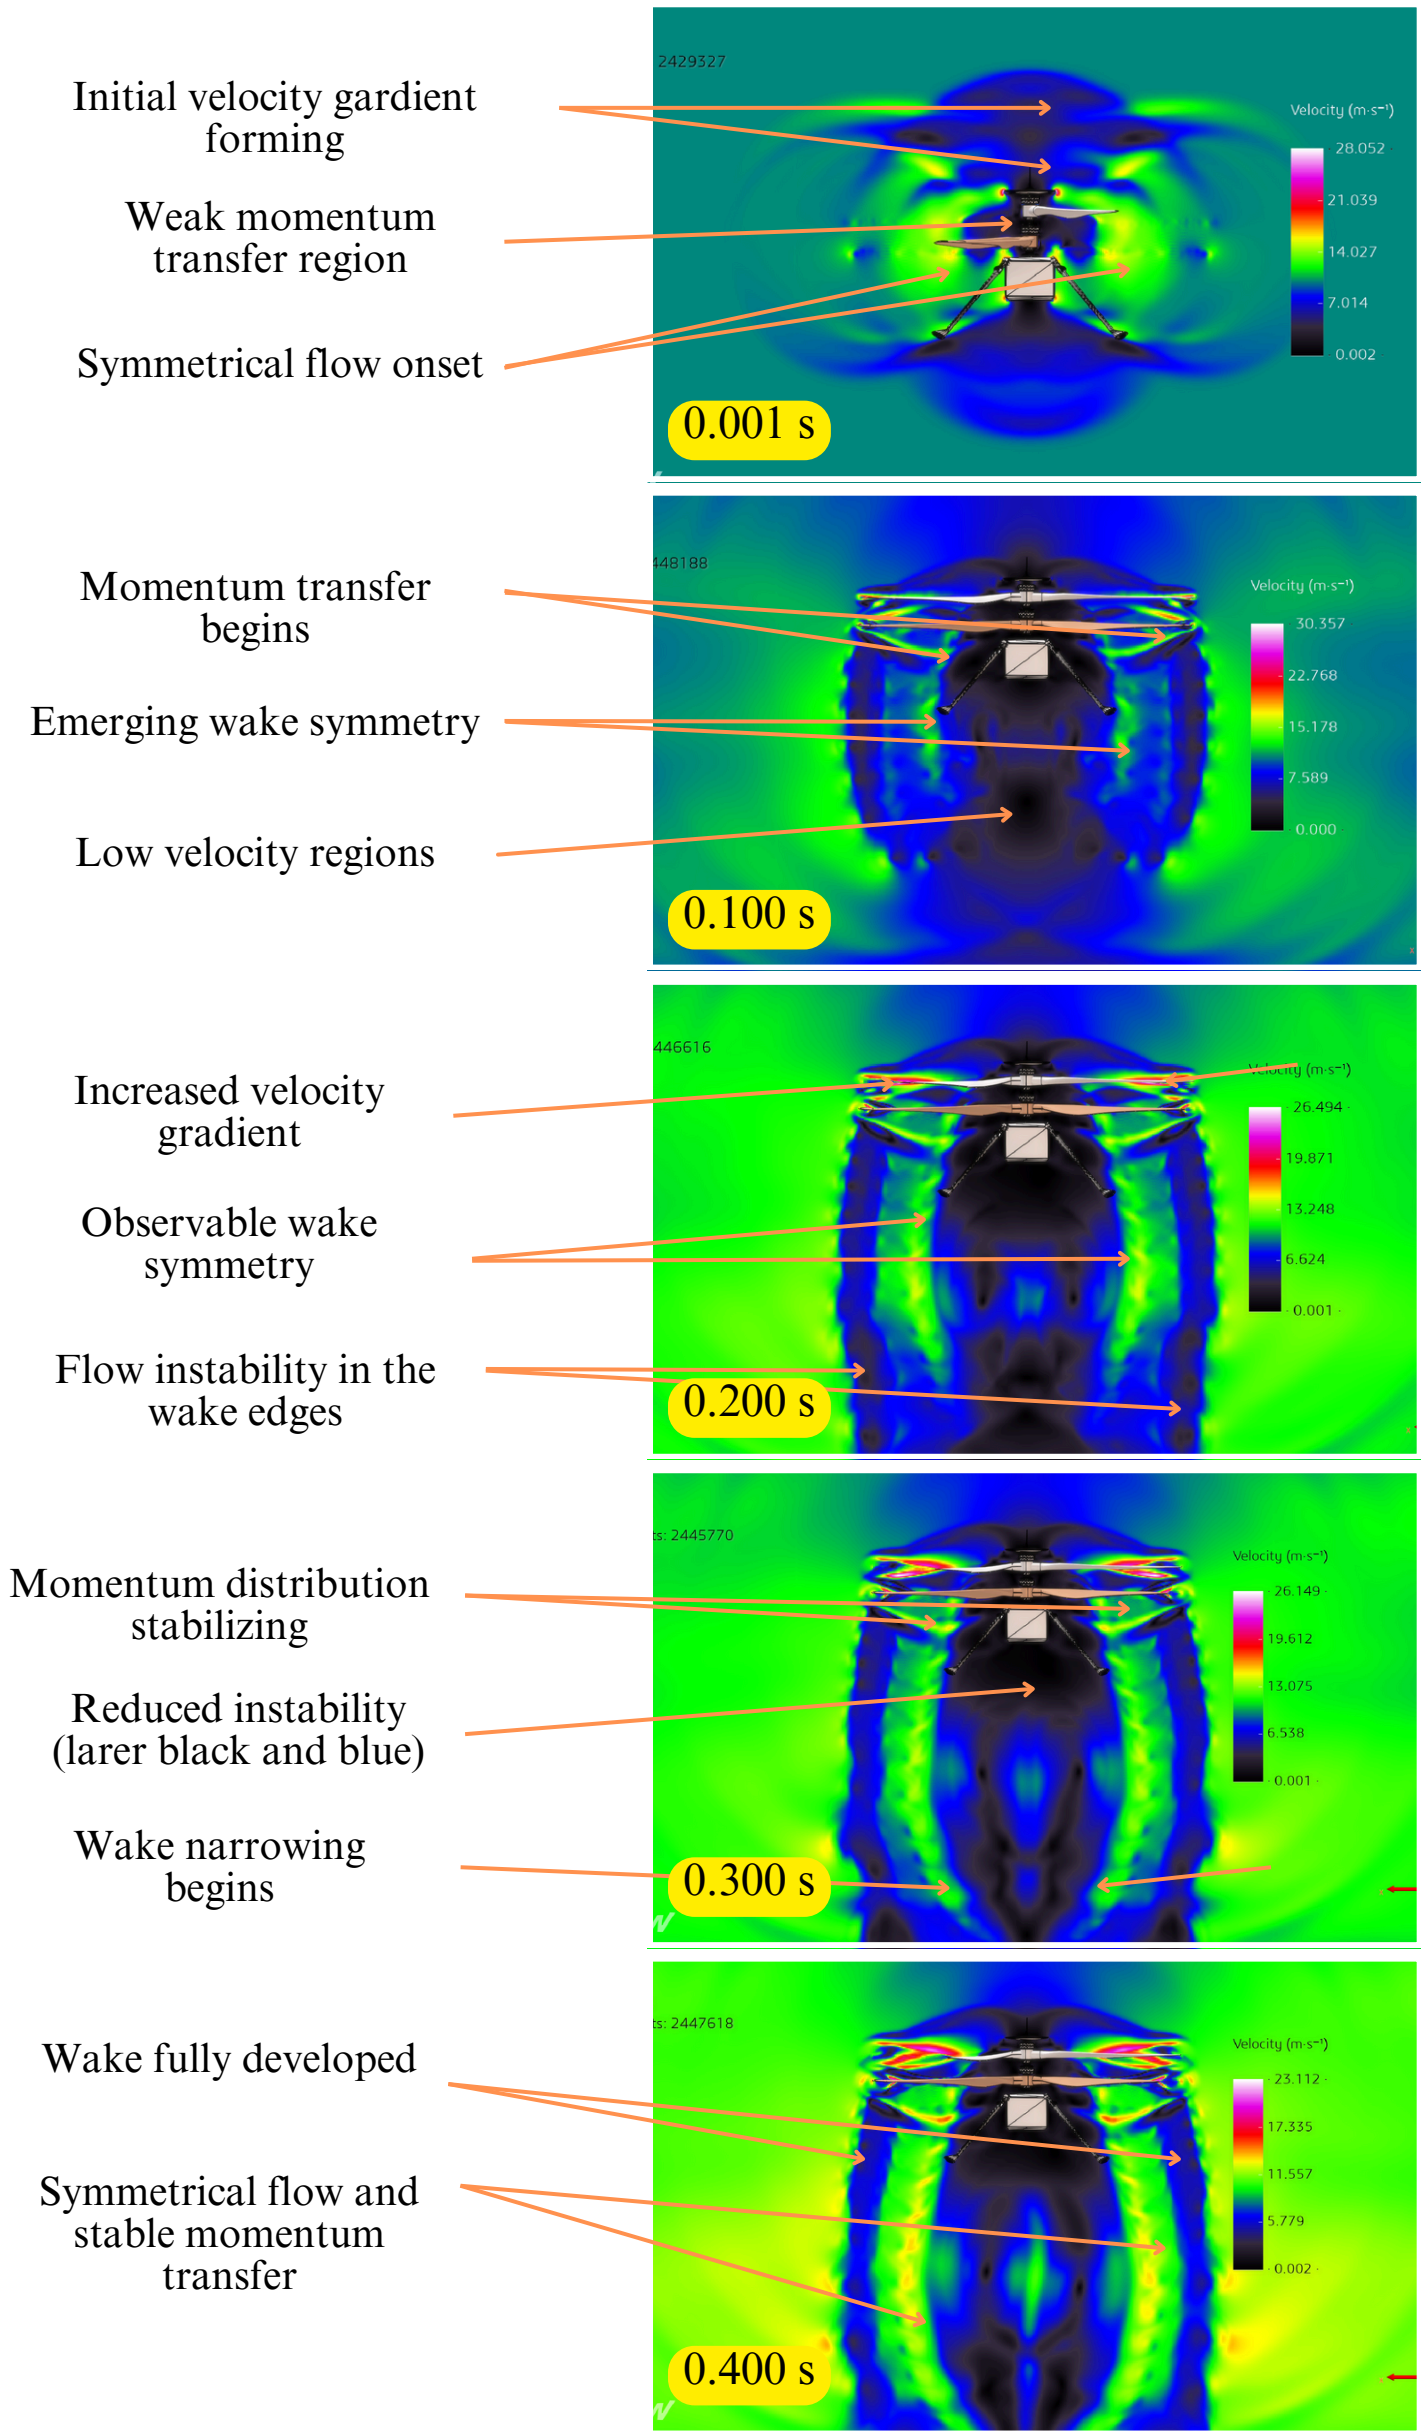 2429327
Initial velocity gardient
forming
Velocity (m·s⁻¹)
28.052
21.039
14.027
7.014
0.002
Weak momentum
transfer region
Symmetrical flow onset
0.001 s
448188
Momentum transfer
begins
Velocity (m·s⁻¹)
30.357
22.768
15.178
7.589
0.000
Emerging wake symmetry
Low velocity regions
0.100 s
446616
Increased velocity
gradient
Velocity (m·s⁻¹)
26.494
19.871
13.248
6.624
0.001
Observable wake
symmetry
Flow instability in the
wake edges
0.200 s
ts: 2445770
Momentum distribution
stabilizing
Velocity (m·s⁻¹)
26.149
19.612
13.075
6.538
0.001
Reduced instability
(larer black and blue)
Wake narrowing
begins
0.300 s
ts: 2447618
Wake fully developed
Velocity (m·s⁻¹)
23.112
17.335
11.557
5.779
0.002
Symmetrical flow and
stable momentum
transfer
0.400 s